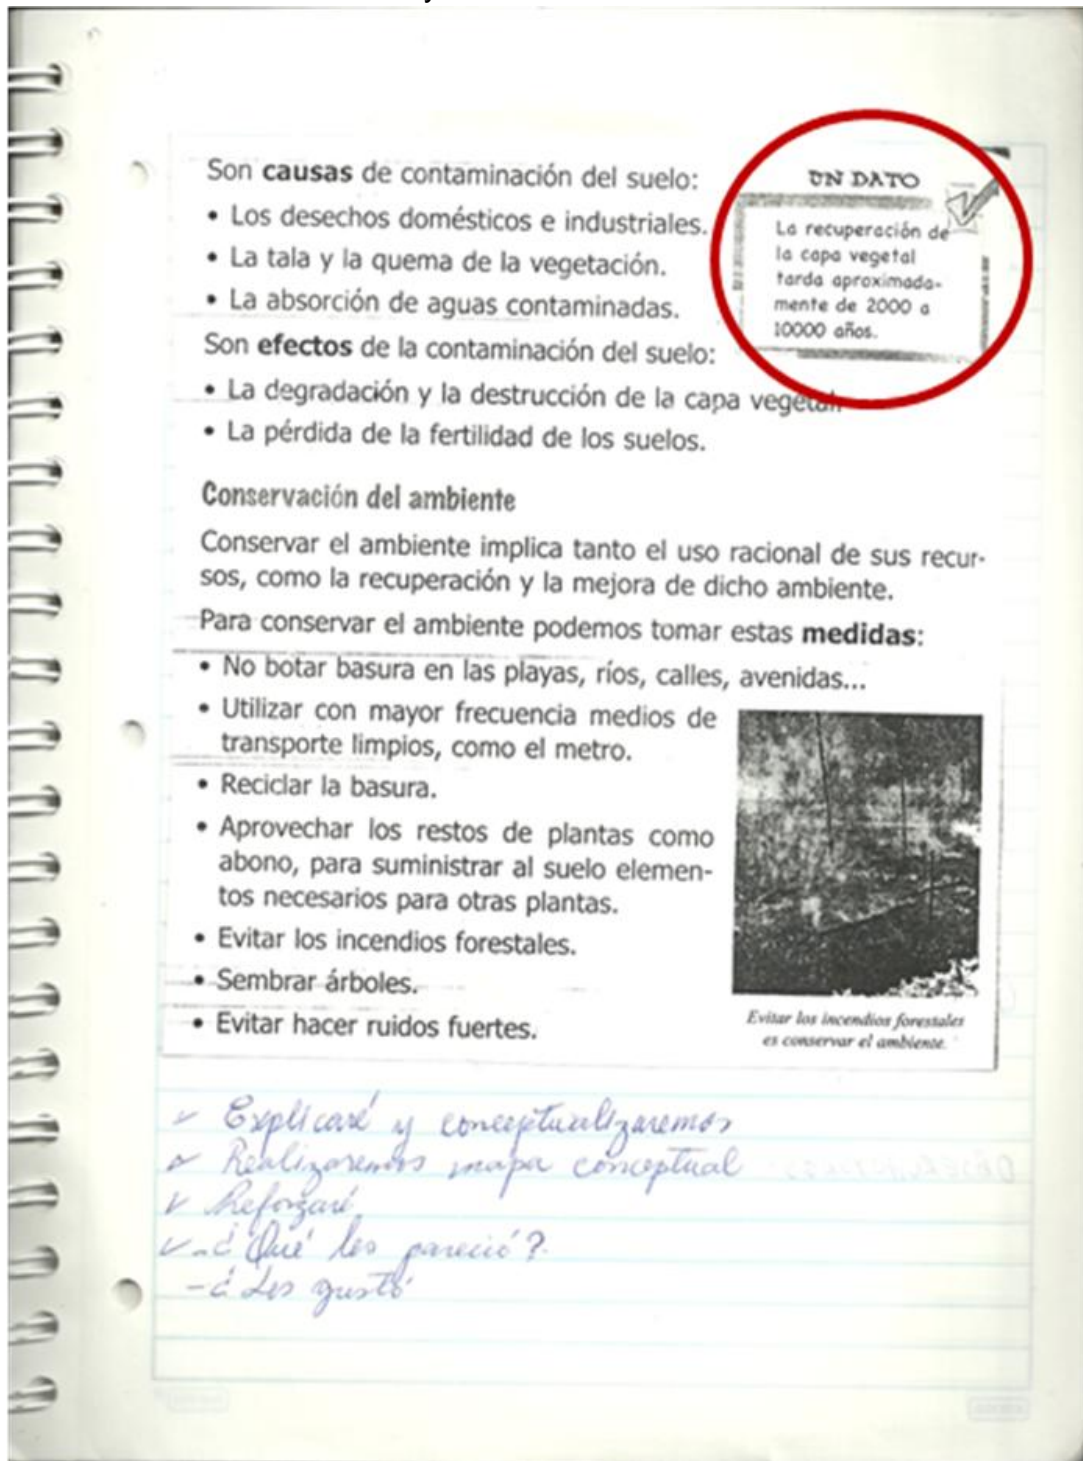 Son causas de contaminación del suelo:
• Los desechos domésticos e industriales.
• La tala y la quema de la vegetación.
• La absorción de aguas contaminadas.
UN DATO
La recuperación de
la capa vegetal
tarda aproximada-
mente de 2000 a
10000 años.
Son efectos de la contaminación del suelo:
• La degradación y la destrucción de la capa vegetal.
• La pérdida de la fertilidad de los suelos.
Conservación del ambiente
Conservar el ambiente implica tanto el uso racional de sus recur-
sos, como la recuperación y la mejora de dicho ambiente.
Para conservar el ambiente podemos tomar estas medidas:
• No botar basura en las playas, ríos, calles, avenidas...
• Utilizar con mayor frecuencia medios de
transporte limpios, como el metro.
• Reciclar la basura.
• Aprovechar los restos de plantas como
abono, para suministrar al suelo elemen-
tos necesarios para otras plantas.
• Evitar los incendios forestales.
• Sembrar árboles.
• Evitar hacer ruidos fuertes.
Evitar los incendios forestales
es conservar el ambiente.
✓ Explicaré y conceptualizaremos
✓ Realizaremos mapa conceptual
✓ Reforzaré
✓ - ¿Qué les pareció?
- ¿Les gustó